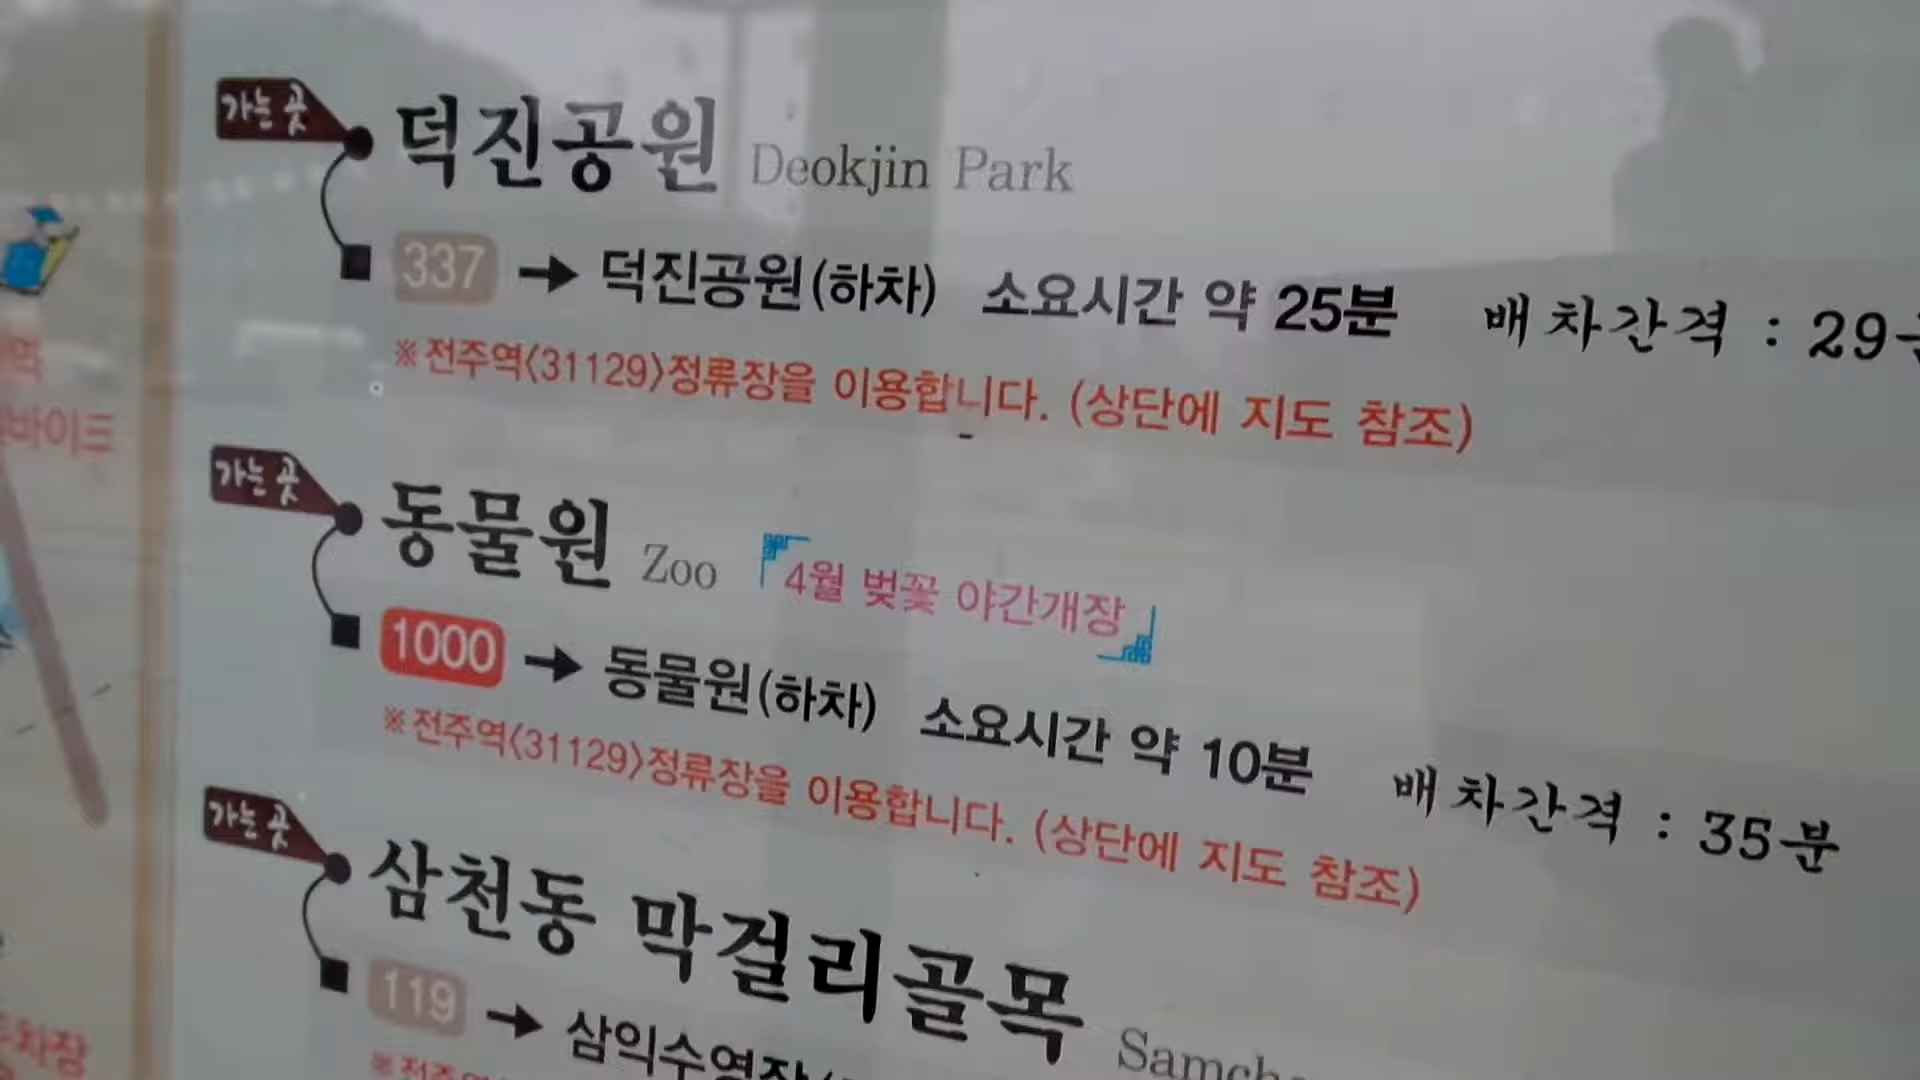 가는 곳
덕진공원 Deokjin Park
337 → 덕진공원(하차) 소요시간 약 25분 배차간격 : 29
※전주역<31129>정류장을 이용합니다. (상단에 지도 참조)
가는 곳
동물원 Zoo 「4월 벚꽃 야간개장」
1000 → 동물원(하차) 소요시간 약 10분 배차간격 : 35분
※전주역<31129>정류장을 이용합니다. (상단에 지도 참조)
가는 곳
삼천동 막걸리골목
119 → 삼익수영장